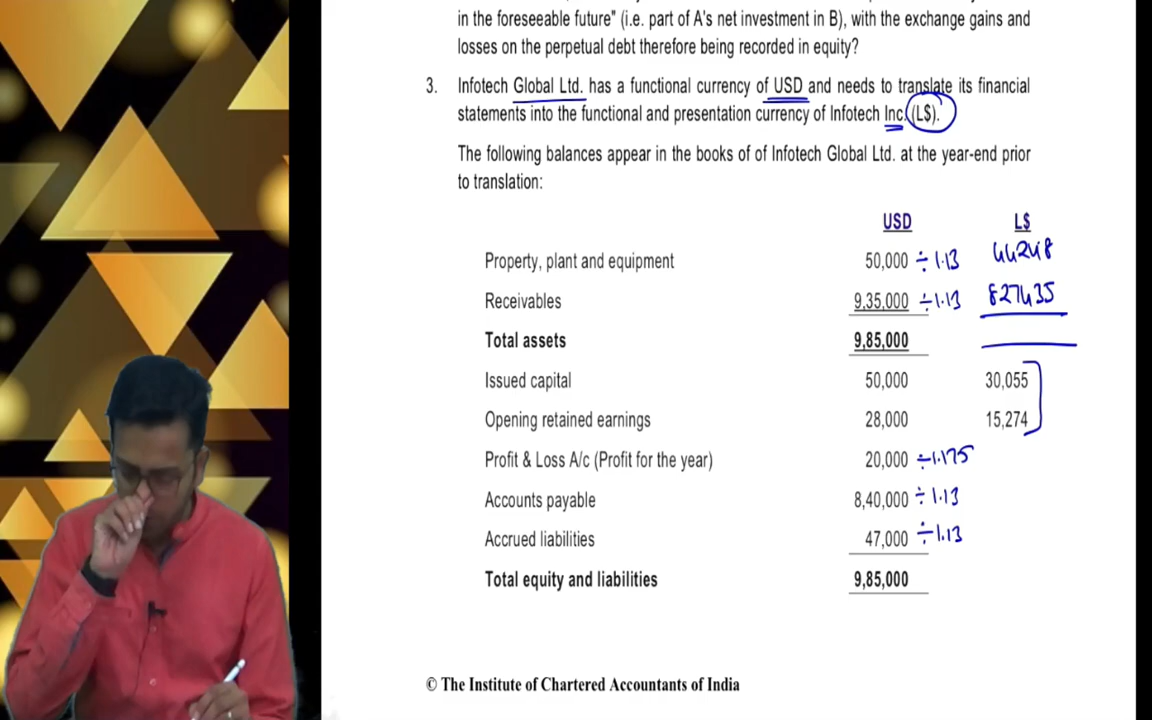 in the foreseeable future" (i.e. part of A's net investment in B), with the exchange gains and
losses on the perpetual debt therefore being recorded in equity?
3. Infotech Global Ltd. has a functional currency of USD and needs to translate its financial
statements into the functional and presentation currency of Infotech Inc. (L$).
The following balances appear in the books of of Infotech Global Ltd. at the year-end prior
to translation:
USD L$
Property, plant and equipment 50,000 ÷ 1.13 44248
Receivables 9,35,000 ÷ 1.13 827435
Total assets 9,85,000
Issued capital 50,000 30,055
Opening retained earnings 28,000 15,274
Profit & Loss A/c (Profit for the year) 20,000 ÷ 1.175
Accounts payable 8,40,000 ÷ 1.13
Accrued liabilities 47,000 ÷ 1.13
Total equity and liabilities 9,85,000
© The Institute of Chartered Accountants of India